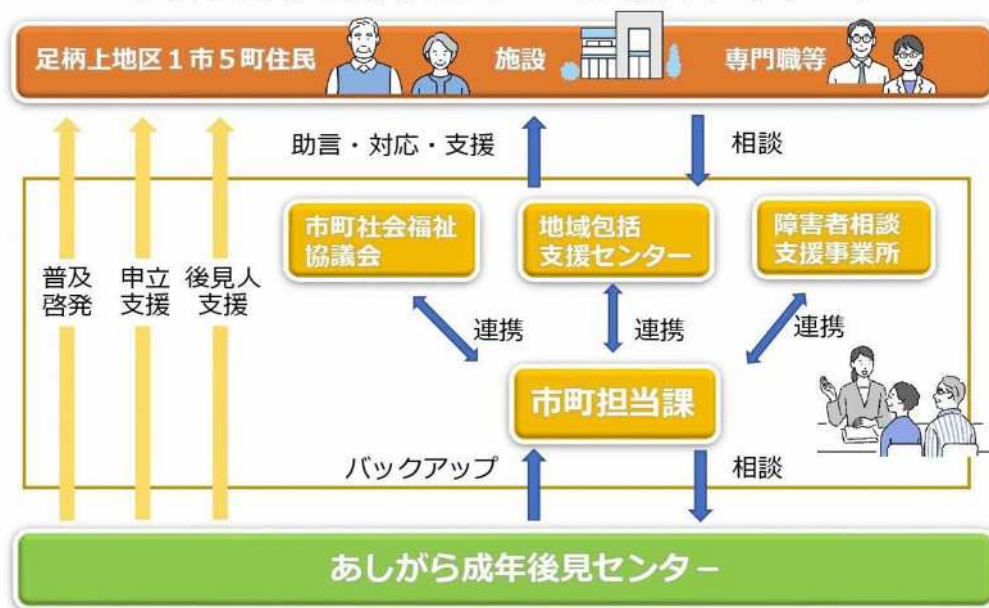 足柄上地区１市５町住民
施設
専門職等
助言・対応・支援
相談
市町社会福祉
協議会
地域包括
支援センター
障害者相談
支援事業所
普及
啓発
申立
支援
後見人
支援
連携
連携
連携
市町担当課
バックアップ
相談
あしがら成年後見センター